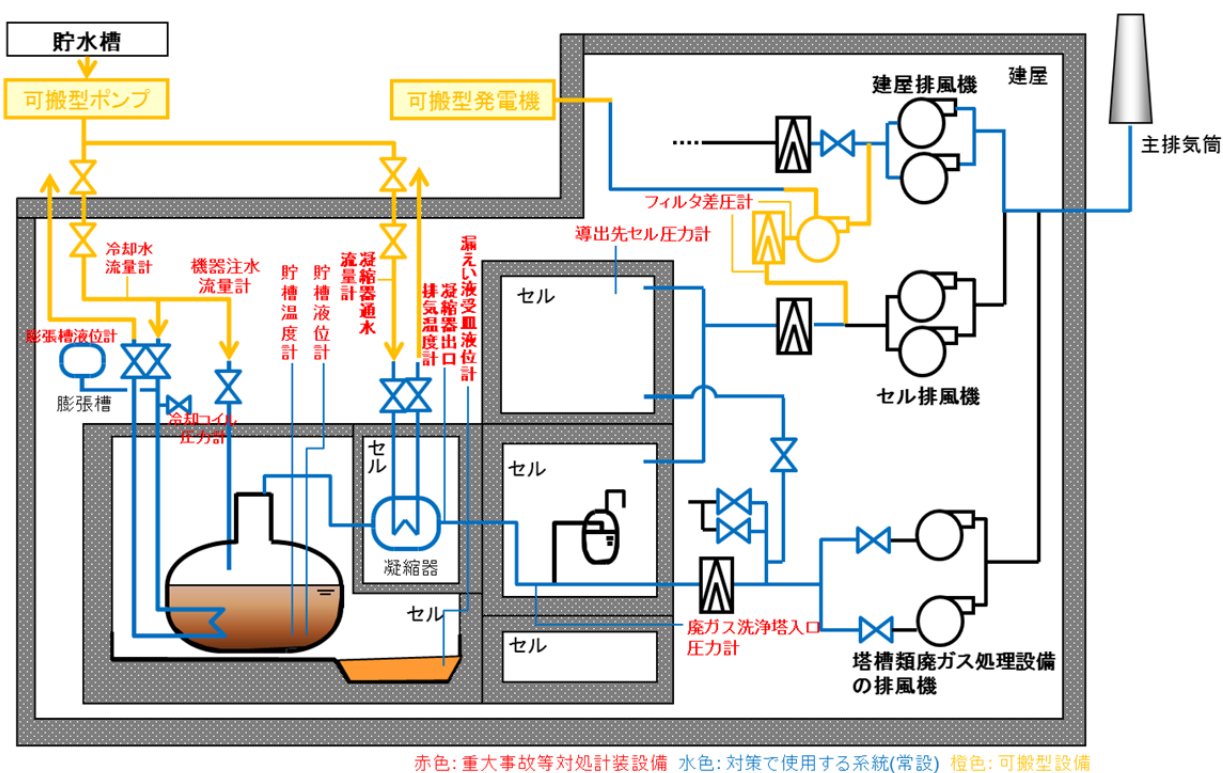 貯水槽
可搬型ポンプ
可搬型発電機
建屋排風機
建屋
主排気筒
フィルタ差圧計
導出先セル圧力計
冷却水
流量計
機器注水
流量計
貯槽温度計
貯槽液位計
凝縮器通水
流量計
凝縮器出口
排気温度計
漏えい液受皿液位計
セル
膨張槽液位計
膨張槽
冷却コイル
圧力計
セル排風機
セル
セル
凝縮器
セル
セル
廃ガス洗浄塔入口
圧力計
塔槽類廃ガス処理設備
の排風機
赤色: 重大事故等対処計装設備 水色: 対策で使用する系統(常設) 橙色: 可搬型設備